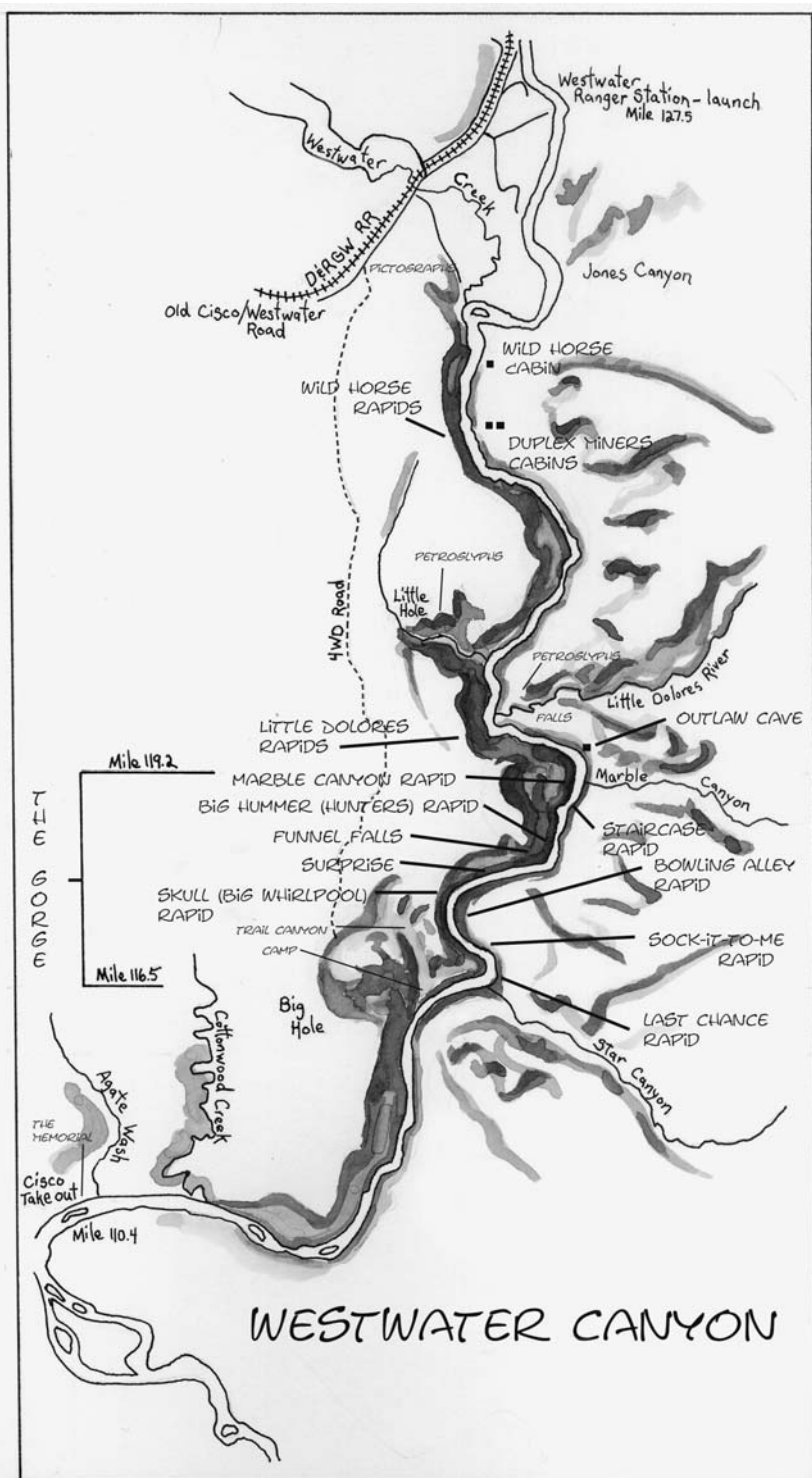 Westwater
Ranger Station - launch
Mile 127.5
Westwater
Creek
D&RGW RR
PICTOGRAPHS
Jones Canyon
Old Cisco/Westwater
Road
WILD HORSE
CABIN
WILD HORSE
RAPIDS
DUPLEX MINERS
CABINS
PETROGLYPHS
Little
Hole
4WD Road
PETROGLYPHS
Little Dolores River
FALLS
OUTLAW CAVE
LITTLE DOLORES
RAPIDS
Mile 119.2
MARBLE CANYON RAPID
Marble Canyon
BIG HUMMER (HUNTERS) RAPID
THE GORGE
FUNNEL FALLS
STAIRCASE
RAPID
SURPRISE
BOWLING ALLEY
RAPID
SKULL (BIG WHIRLPOOL)
RAPID
TRAIL CANYON
CAMP
SOCK-IT-TO-ME
RAPID
Mile 116.5
Big
Hole
LAST CHANCE
RAPID
Star Canyon
Cottonwood Creek
Agate Wash
THE
MEMORIAL
Cisco
Take out
Mile 110.4
WESTWATER CANYON